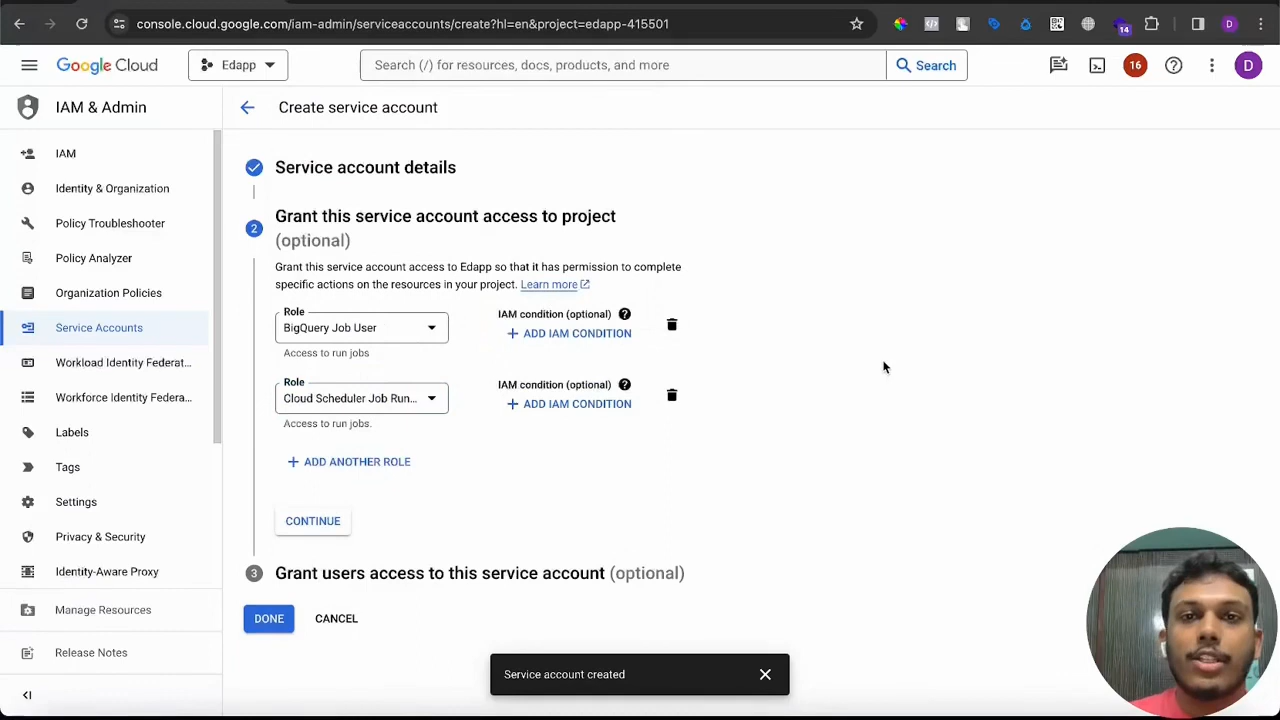 console.cloud.google.com/iam-admin/serviceaccounts/create?hl=en&project=edapp-415501
14
D
Google Cloud
Edapp
Search (/) for resources, docs, products, and more
Search
16
D
IAM & Admin
Create service account
IAM
Identity & Organization
Policy Troubleshooter
Policy Analyzer
Organization Policies
Service Accounts
Workload Identity Federat...
Workforce Identity Federa...
Labels
Tags
Settings
Privacy & Security
Identity-Aware Proxy
Manage Resources
Release Notes
Service account details
2
Grant this service account access to project
(optional)
Grant this service account access to Edapp so that it has permission to complete
specific actions on the resources in your project. Learn more
Role
BigQuery Job User
Access to run jobs
IAM condition (optional)
+ ADD IAM CONDITION
Role
Cloud Scheduler Job Run...
Access to run jobs.
IAM condition (optional)
+ ADD IAM CONDITION
+ ADD ANOTHER ROLE
CONTINUE
3
Grant users access to this service account (optional)
DONE
CANCEL
Service account created